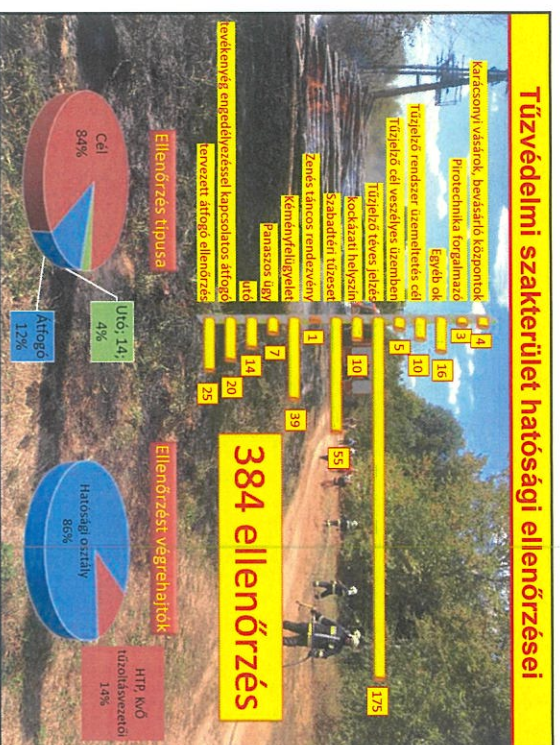 Tűzvédelmi szakterület hatósági ellenőrzései
Karácsonyi vásárok, bevásárló központok
4
Pirotechnika forgalmazó
3
Egyéb ok
16
Tűzjelző rendszer üzemeltetés cél
10
Tűzjelző cél veszélyes üzemben
5
Tűzjelző téves jelzés
175
kockázati helyszín
10
Szabadtéri tűzeset
55
Zenés táncos rendezvény
1
Kéményfelügyelet
39
Panaszos ügy
7
utó
14
tevékenyég engedélyezéssel kapcsolatos átfogó
20
tervezett átfogó ellenőrzés
25
384 ellenőrzés
Ellenőrzés típusa
Cél
84%
Utó; 14;
4%
Átfogó
12%
Ellenőrzést végrehajtók
Hatósági osztály
86%
HTP, KvŐ
tűzoltásvezetői
14%